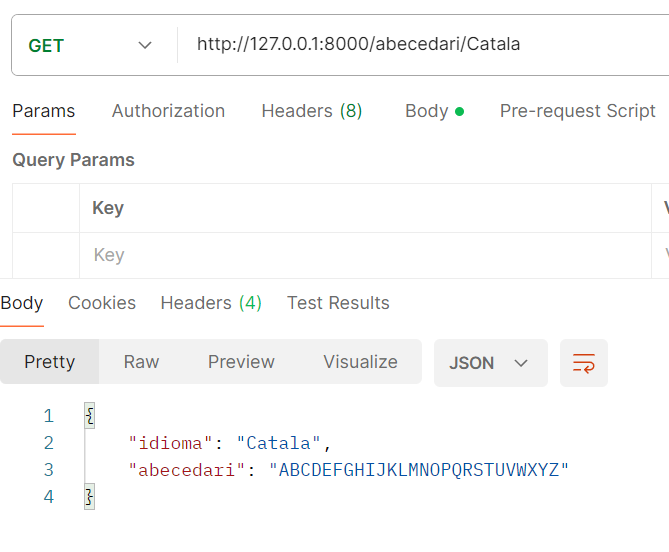 GET http://127.0.0.1:8000/abecedari/Catala
Params Authorization Headers (8) Body Pre-request Script
Query Params
Key
Key
Body Cookies Headers (4) Test Results
Pretty Raw Preview Visualize JSON
1 {
2 "idioma": "Catala",
3 "abecedari": "ABCDEFGHIJKLMNOPQRSTUVWXYZ"
4 }